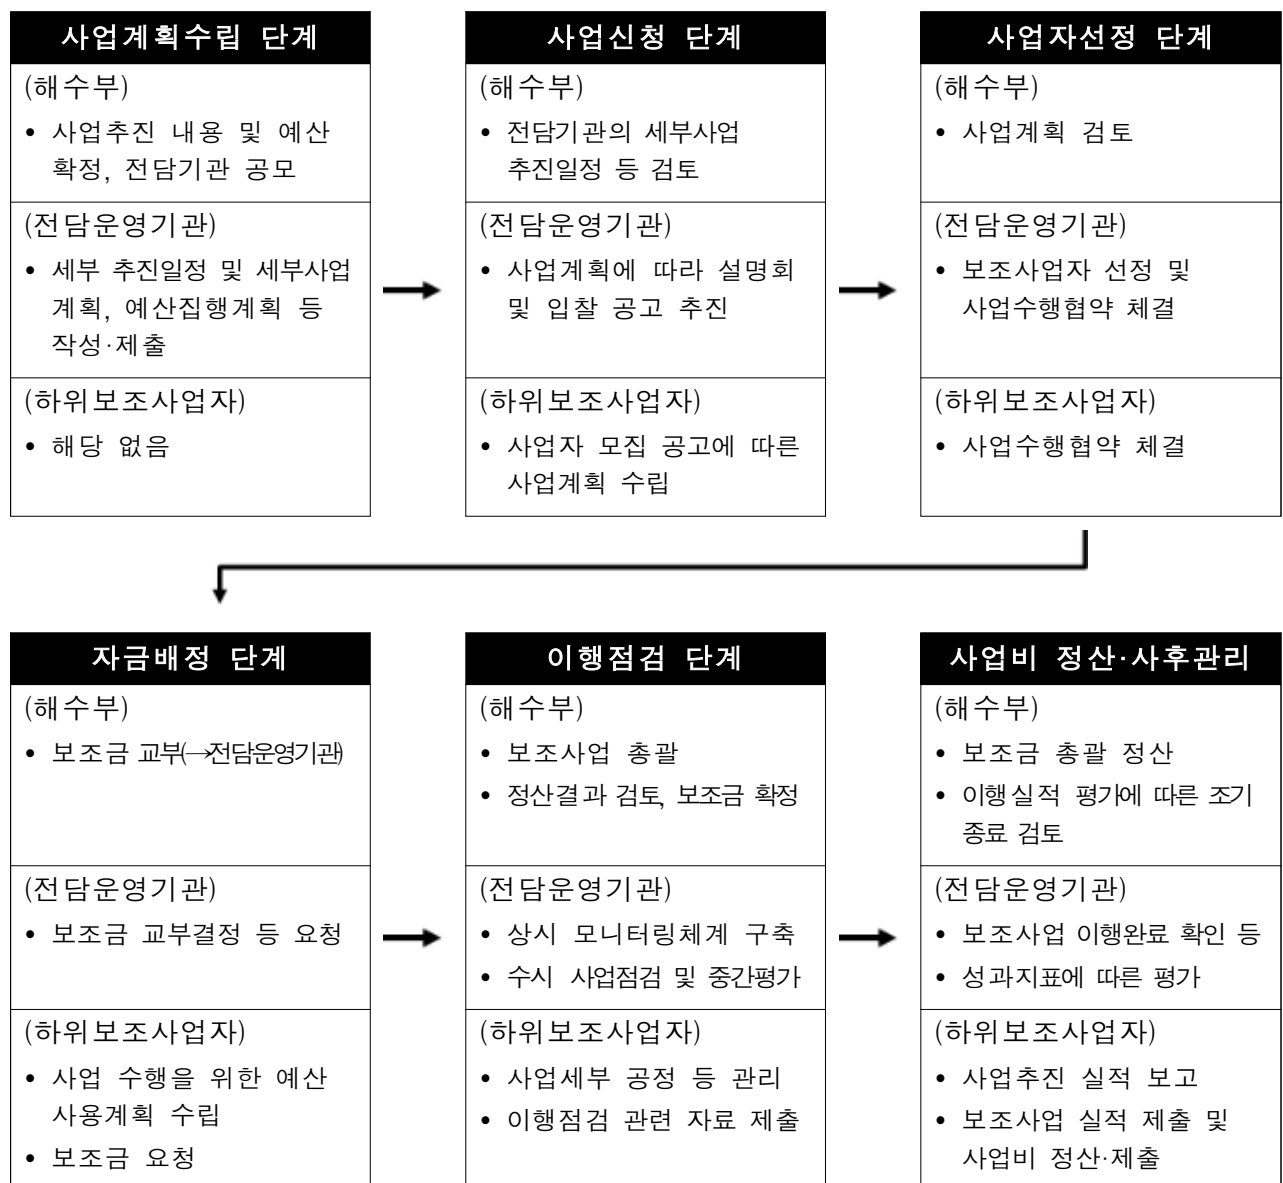 사업계획수립 단계
(해수부)
• 사업추진 내용 및 예산
확정, 전담기관 공모
(전담운영기관)
• 세부 추진일정 및 세부사업
계획, 예산집행계획 등
작성·제출
(하위보조사업자)
• 해당 없음
사업신청 단계
(해수부)
• 전담기관의 세부사업
추진일정 등 검토
(전담운영기관)
• 사업계획에 따라 설명회
및 입찰 공고 추진
(하위보조사업자)
• 사업자 모집 공고에 따른
사업계획 수립
사업자선정 단계
(해수부)
• 사업계획 검토
(전담운영기관)
• 보조사업자 선정 및
사업수행협약 체결
(하위보조사업자)
• 사업수행협약 체결
자금배정 단계
(해수부)
• 보조금 교부(→전담운영기관)
(전담운영기관)
• 보조금 교부결정 등 요청
(하위보조사업자)
• 사업 수행을 위한 예산
사용계획 수립
• 보조금 요청
이행점검 단계
(해수부)
• 보조사업 총괄
• 정산결과 검토, 보조금 확정
(전담운영기관)
• 상시 모니터링체계 구축
• 수시 사업점검 및 중간평가
(하위보조사업자)
• 사업세부 공정 등 관리
• 이행점검 관련 자료 제출
사업비 정산·사후관리
(해수부)
• 보조금 총괄 정산
• 이행실적 평가에 따른 조기
종료 검토
(전담운영기관)
• 보조사업 이행완료 확인 등
• 성과지표에 따른 평가
(하위보조사업자)
• 사업추진 실적 보고
• 보조사업 실적 제출 및
사업비 정산·제출